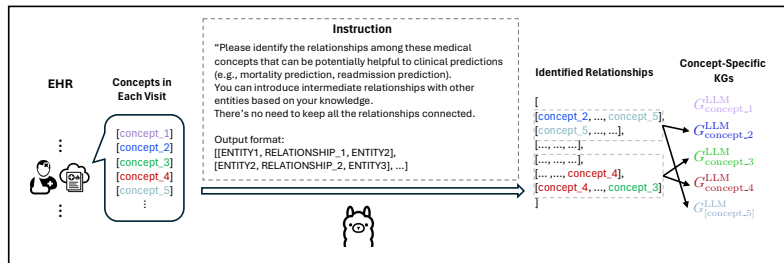 EHR
Concepts in
Each Visit
[concept_1]
[concept_2]
[concept_3]
[concept_4]
[concept_5]
⋮
Instruction
“Please identify the relationships among these medical
concepts that can be potentially helpful to clinical predictions
(e.g., mortality prediction, readmission prediction).
You can introduce intermediate relationships with other
entities based on your knowledge.
There's no need to keep all the relationships connected.
Output format:
[[ENTITY1, RELATIONSHIP_1, ENTITY2],
[ENTITY2, RELATIONSHIP_2, ENTITY3], ...]
Identified Relationships
[
[concept_2, ..., concept_5],
[concept_5, ..., ...],
[..., ..., ...],
[..., ..., ...],
[..., ..., concept_4],
[concept_4, ..., concept_3]
]
Concept-Specific
KGs
G^LLM_concept_1
G^LLM_concept_2
G^LLM_concept_3
G^LLM_concept_4
G^LLM_[concept_5]